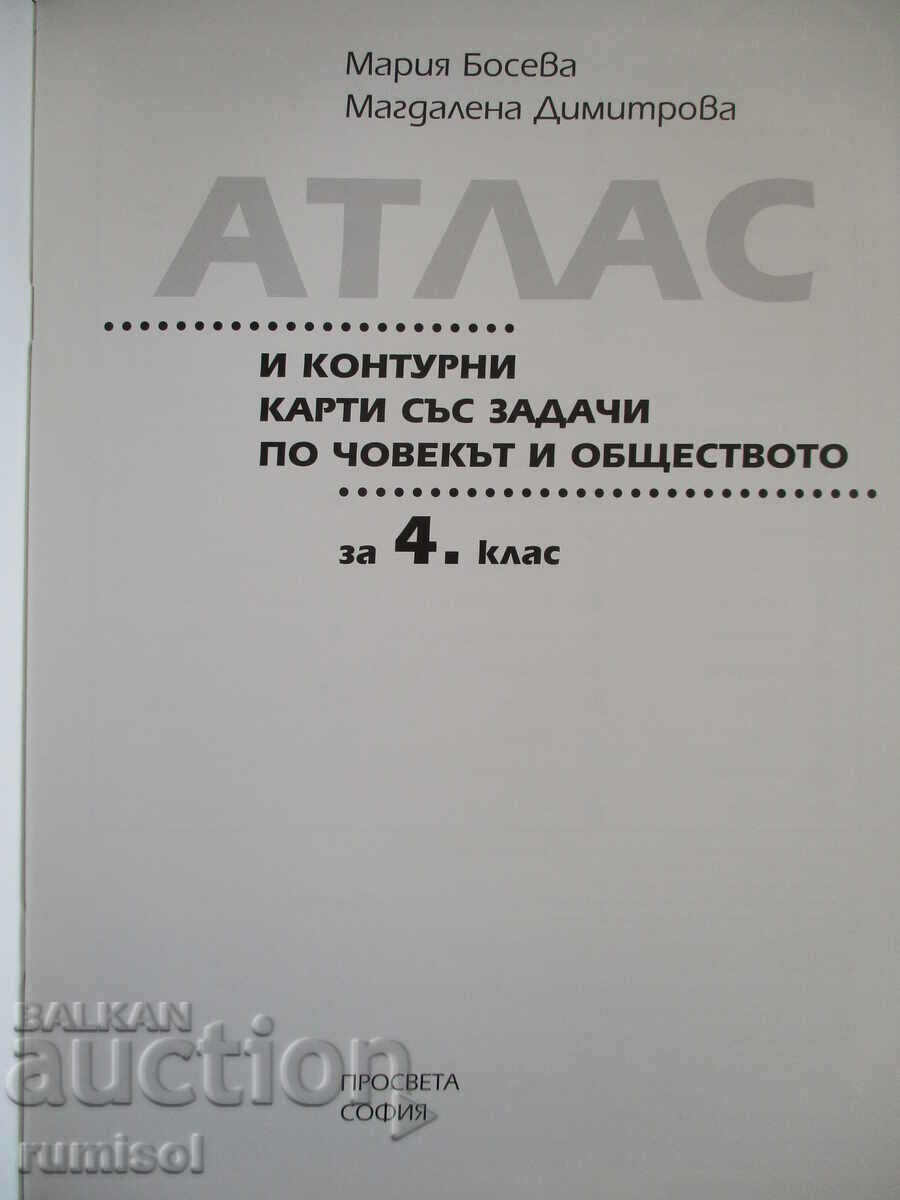 Мария Босева
Магдалена Димитрова
АТЛАС
И КОНТУРНИ
КАРТИ СЪС ЗАДАЧИ
ПО ЧОВЕКЪТ И ОБЩЕСТВОТО
за 4. клас
ПРОСВЕТА
СОФИЯ
BALKAN
auction
rumisol